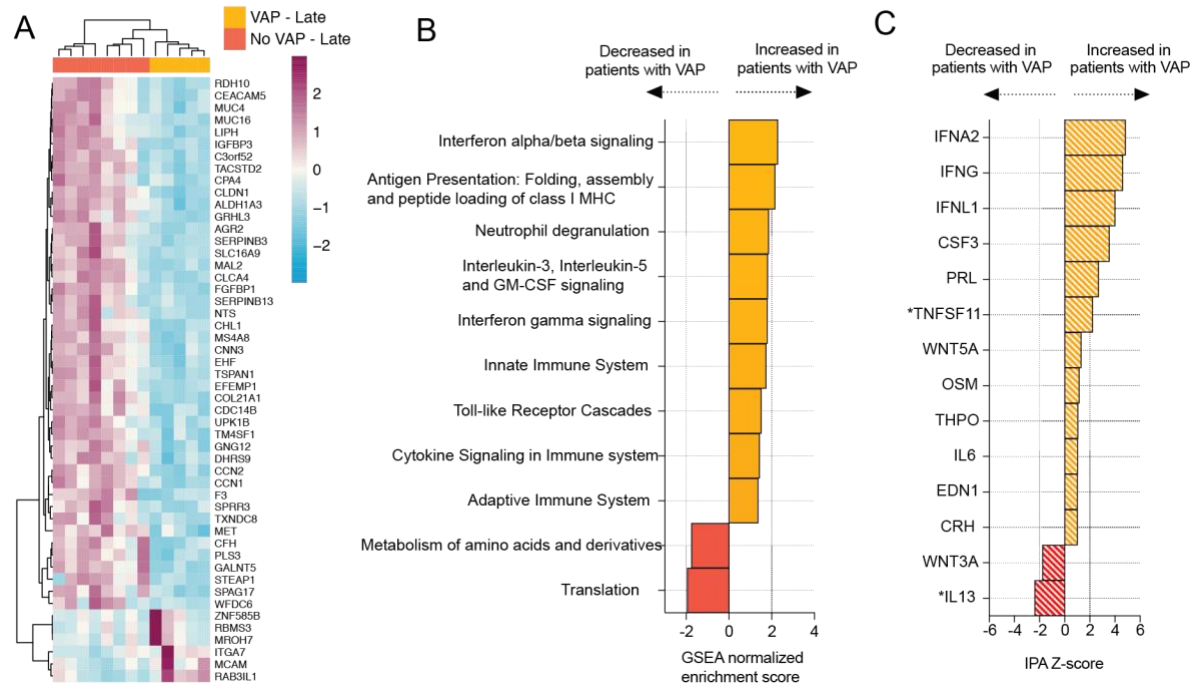 A
VAP - Late
No VAP - Late
2
1
0
−1
−2
RDH10
CEACAM5
MUC4
MUC16
LIPH
IGFBP3
C3orf52
TACSTD2
CPA4
CLDN1
ALDH1A3
GRHL3
AGR2
SERPINB3
SLC16A9
MAL2
CLCA4
FGFBP1
SERPINB13
NTS
CHL1
MS4A8
CNN3
EHF
TSPAN1
EFEMP1
COL21A1
CDC14B
UPK1B
TM4SF1
GNG12
DHRS9
CCN2
CCN1
F3
SPRR3
TXNDC8
MET
CFH
PLS3
GALNT5
STEAP1
SPAG17
WFDC6
ZNF585B
RBMS3
MROH7
ITGA7
MCAM
RAB3IL1
B
Decreased in
patients with VAP
Increased in
patients with VAP
Interferon alpha/beta signaling
Antigen Presentation: Folding, assembly
and peptide loading of class I MHC
Neutrophil degranulation
Interleukin-3, Interleukin-5
and GM-CSF signaling
Interferon gamma signaling
Innate Immune System
Toll-like Receptor Cascades
Cytokine Signaling in Immune system
Adaptive Immune System
Metabolism of amino acids and derivatives
Translation
-2 0 2 4
GSEA normalized
enrichment score
C
Decreased in
patients with VAP
Increased in
patients with VAP
IFNA2
IFNG
IFNL1
CSF3
PRL
*TNFSF11
WNT5A
OSM
THPO
IL6
EDN1
CRH
WNT3A
*IL13
-6 -4 -2 0 2 4 6
IPA Z-score